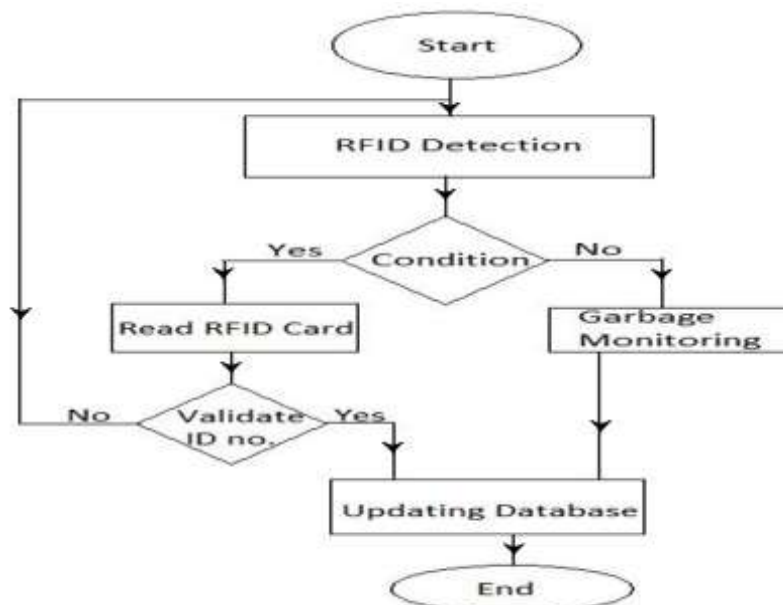 Start
RFID Detection
Yes
Condition
No
Read RFID Card
Garbage
Monitoring
No
Validate
ID no.
Yes
Updating Database
End